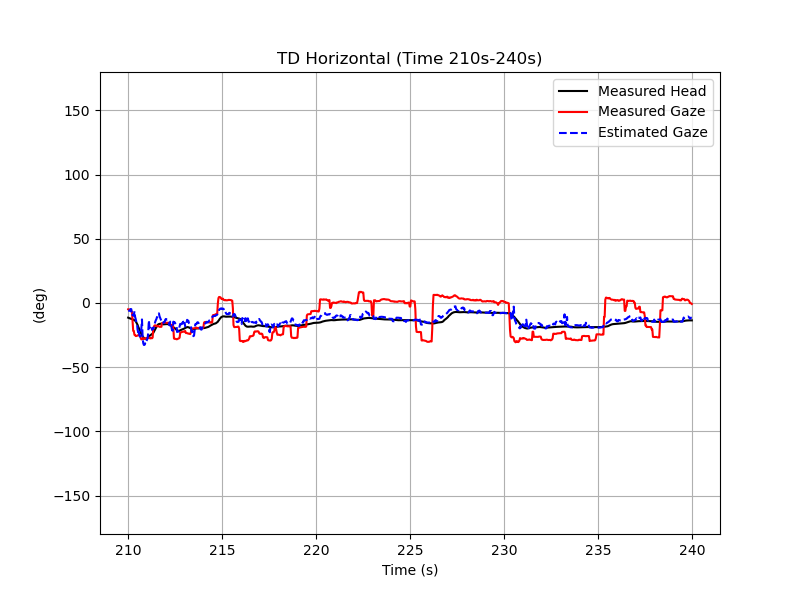 TD Horizontal (Time 210s-240s)
Measured Head
Measured Gaze
Estimated Gaze
150
100
50
0
−50
−100
−150
(deg)
210 215 220 225 230 235 240
Time (s)